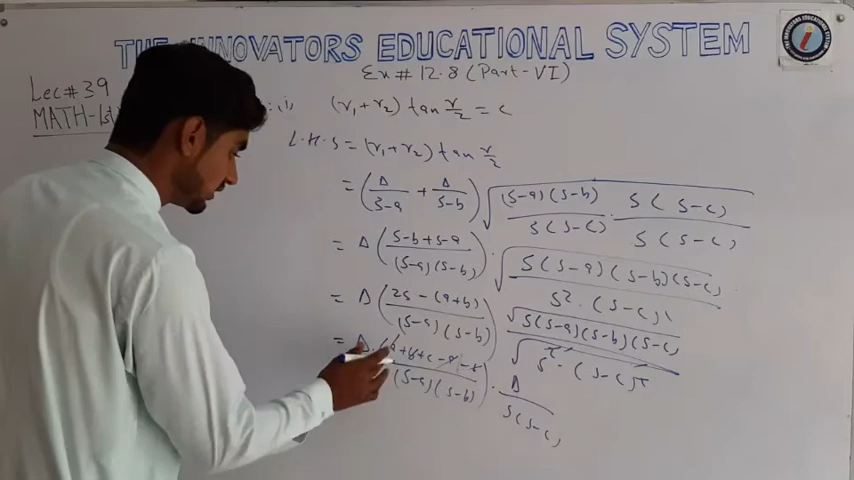 THE INNOVATORS EDUCATIONAL SYSTEM
Ex # 12.8 (Part-VI)
Lec # 39
MATH-1st
(r₁+r₂) tan r/2 = c
L.H.S = (r₁+r₂) tan r/2
= (Δ/(s-a) + Δ/(s-b)) √((s-a)(s-b)/s(s-c) · s(s-c)/s(s-c))
= Δ((s-b+s-a)/(s-a)(s-b)) · √(s(s-a)(s-b)(s-c)/s²·(s-c)²)
= Δ((2s-(a+b))/(s-a)(s-b)) √(s(s-a)(s-b)(s-c))/√(s²·(s-c)²)
= Δ·((a+b+c-a-b)/(s-a)(s-b)) · Δ/s(s-c)